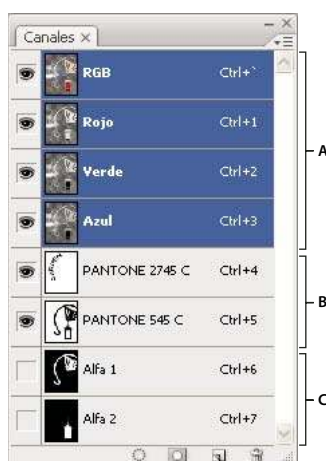 Canales ×
RGB Ctrl+`
Rojo Ctrl+1
Verde Ctrl+2
Azul Ctrl+3
A
PANTONE 2745 C Ctrl+4
PANTONE 545 C Ctrl+5
B
Alfa 1 Ctrl+6
Alfa 2 Ctrl+7
C